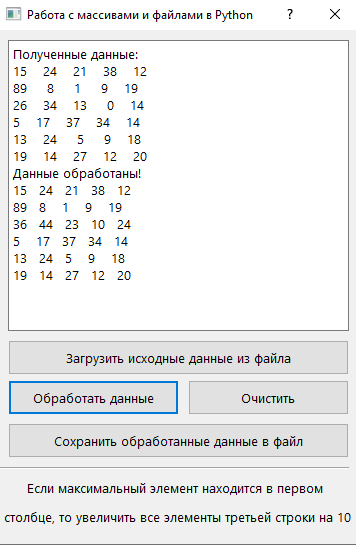 Работа с массивами и файлами в Python ?
Полученные данные:
15 24 21 38 12
89 8 1 9 19
26 34 13 0 14
5 17 37 34 14
13 24 5 9 18
19 14 27 12 20
Данные обработаны!
15 24 21 38 12
89 8 1 9 19
36 44 23 10 24
5 17 37 34 14
13 24 5 9 18
19 14 27 12 20
Загрузить исходные данные из файла
Обработать данные Очистить
Сохранить обработанные данные в файл
Если максимальный элемент находится в первом
столбце, то увеличить все элементы третьей строки на 10